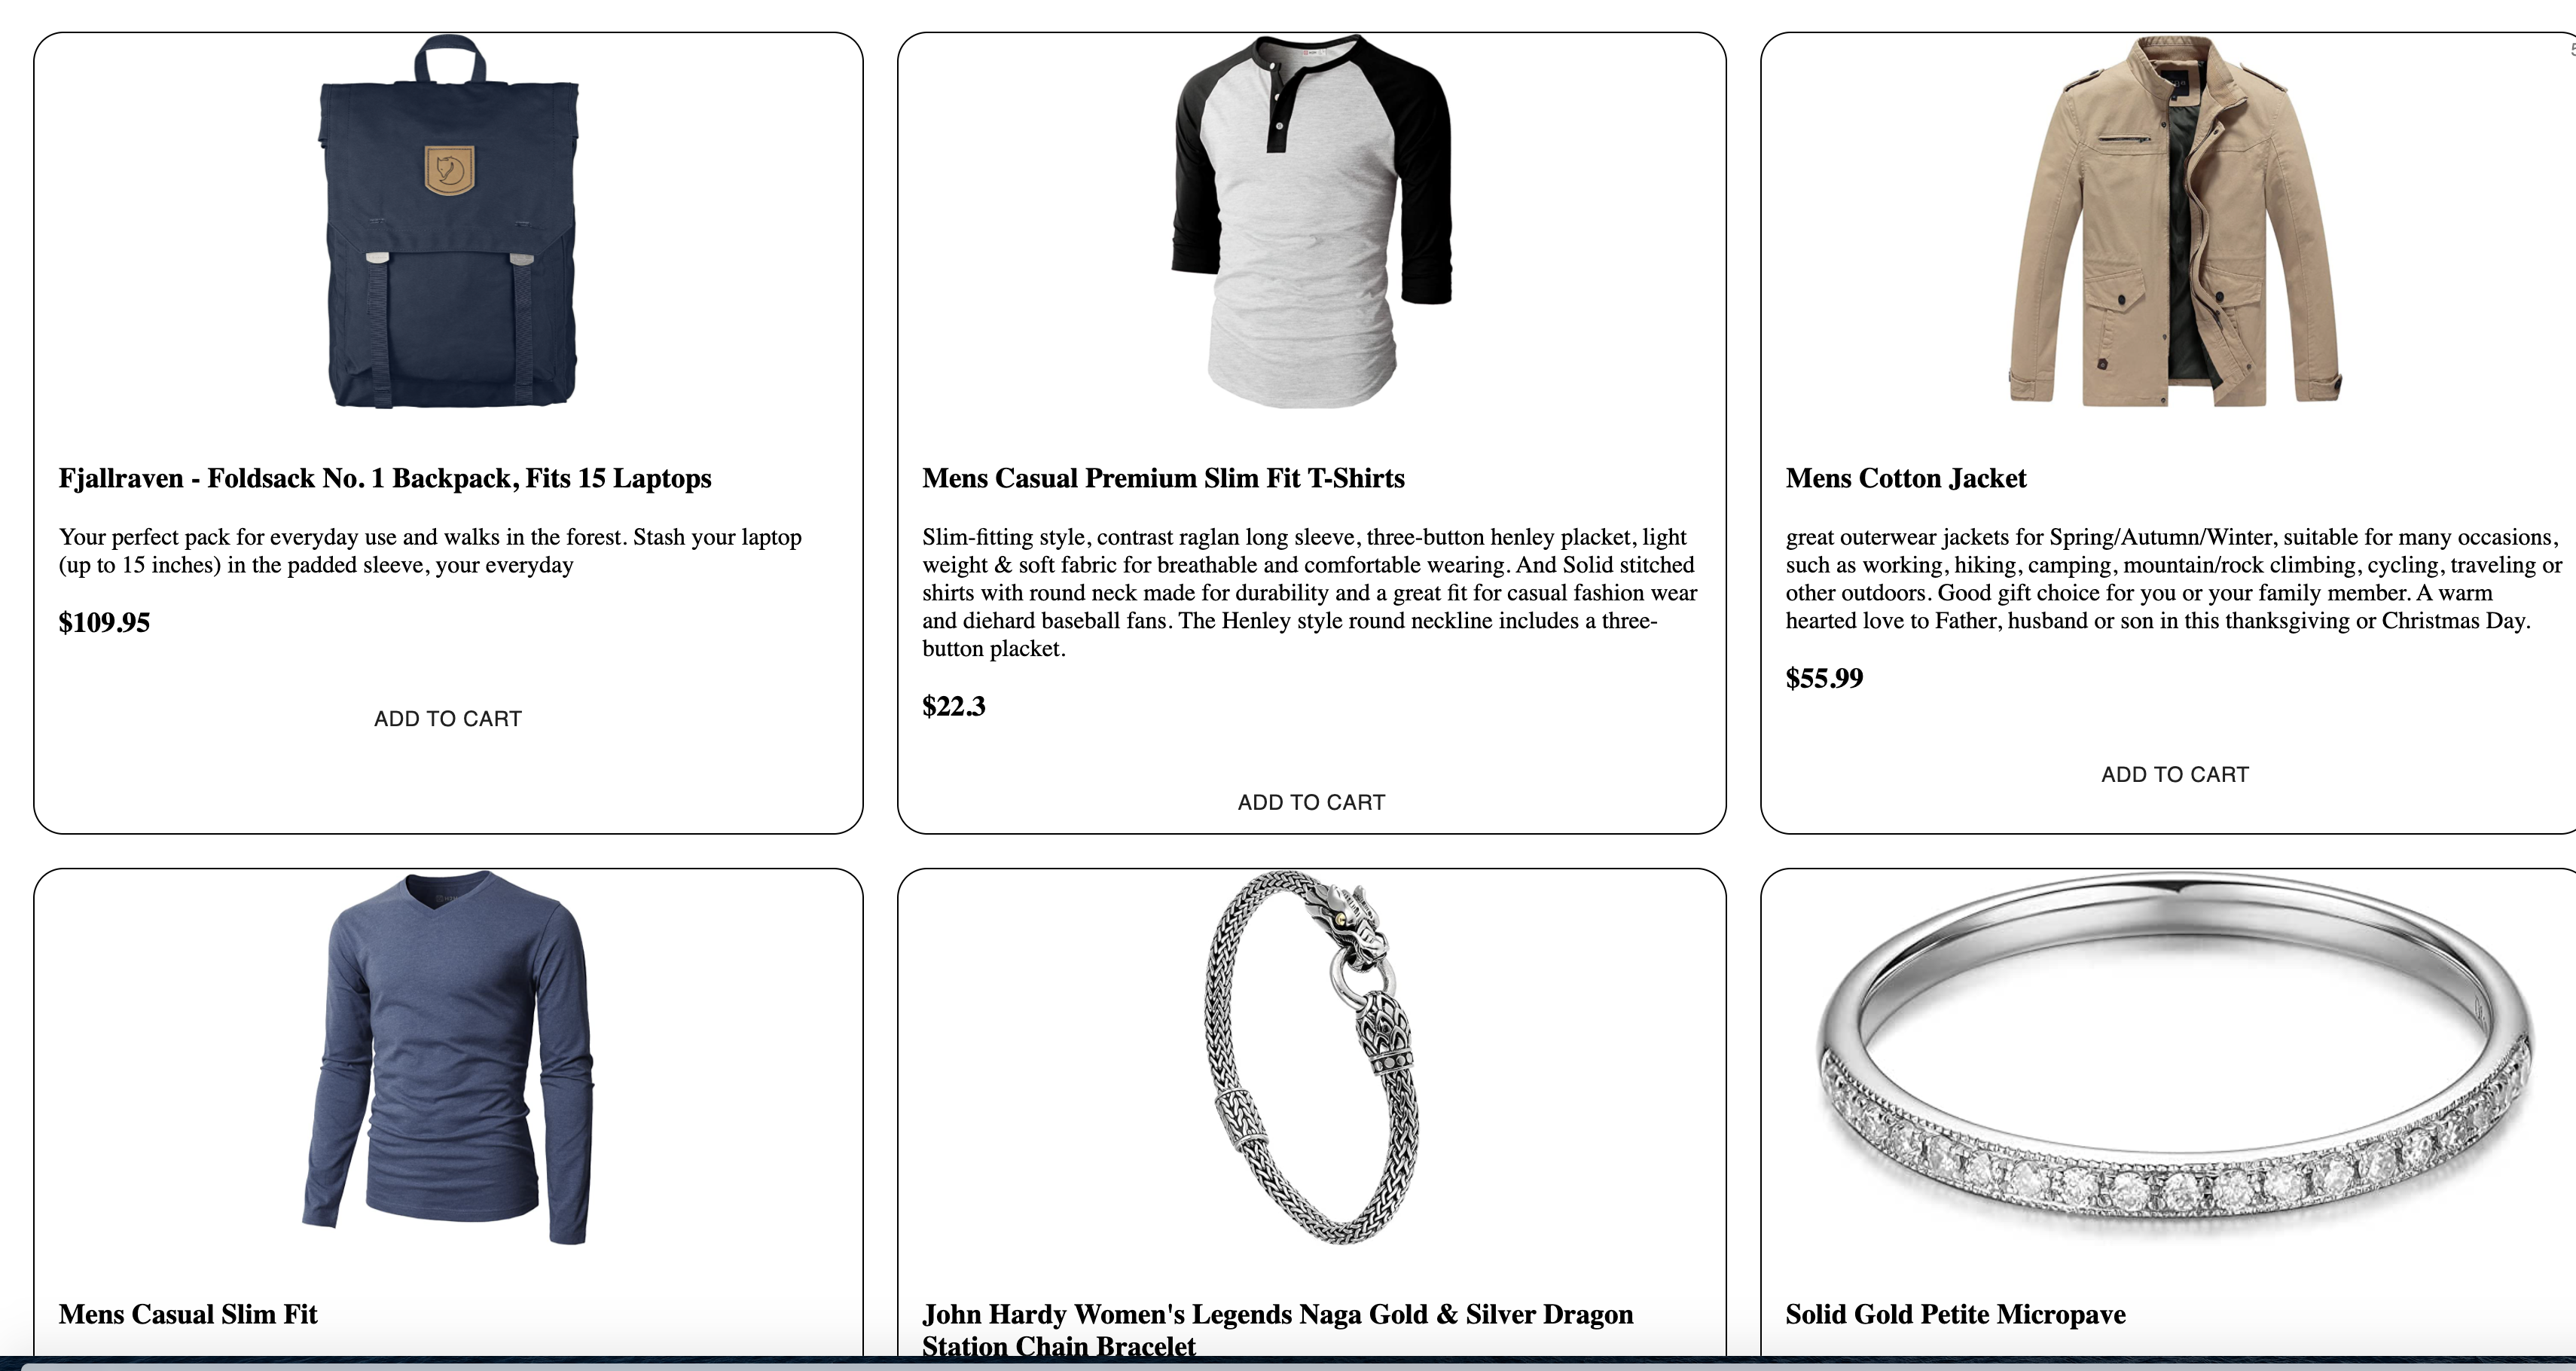 Fjallraven - Foldsack No. 1 Backpack, Fits 15 Laptops
Your perfect pack for everyday use and walks in the forest. Stash your laptop
(up to 15 inches) in the padded sleeve, your everyday
$109.95
ADD TO CART
Mens Casual Premium Slim Fit T-Shirts
Slim-fitting style, contrast raglan long sleeve, three-button henley placket, light
weight & soft fabric for breathable and comfortable wearing. And Solid stitched
shirts with round neck made for durability and a great fit for casual fashion wear
and diehard baseball fans. The Henley style round neckline includes a three-
button placket.
$22.3
ADD TO CART
Mens Cotton Jacket
great outerwear jackets for Spring/Autumn/Winter, suitable for many occasions,
such as working, hiking, camping, mountain/rock climbing, cycling, traveling or
other outdoors. Good gift choice for you or your family member. A warm
hearted love to Father, husband or son in this thanksgiving or Christmas Day.
$55.99
ADD TO CART
Mens Casual Slim Fit
John Hardy Women's Legends Naga Gold & Silver Dragon
Station Chain Bracelet
Solid Gold Petite Micropave